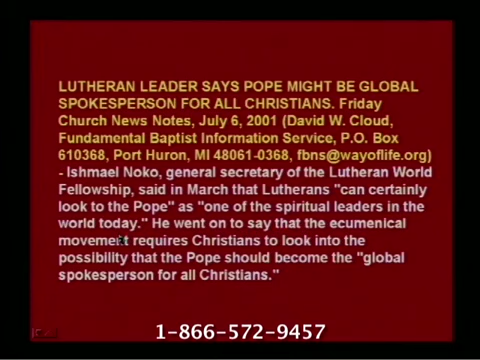 LUTHERAN LEADER SAYS POPE MIGHT BE GLOBAL
SPOKESPERSON FOR ALL CHRISTIANS. Friday
Church News Notes, July 6, 2001 (David W. Cloud,
Fundamental Baptist Information Service, P.O. Box
610368, Port Huron, MI 48061-0368, fbns@wayoflife.org)
- Ishmael Noko, general secretary of the Lutheran World
Fellowship, said in March that Lutherans "can certainly
look to the Pope" as "one of the spiritual leaders in the
world today." He went on to say that the ecumenical
movement requires Christians to look into the
possibility that the Pope should become the "global
spokesperson for all Christians."
1-866-572-9457